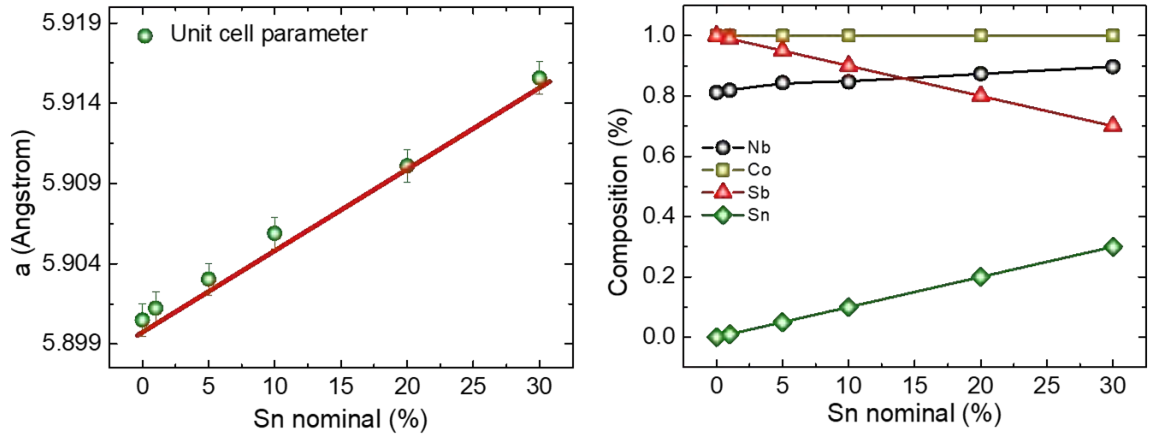 Unit cell parameter
5.919
5.914
5.909
5.904
5.899
a (Angstrom)
0 5 10 15 20 25 30
Sn nominal (%)
1.0
0.8
0.6
0.4
0.2
0.0
Composition (%)
Nb
Co
Sb
Sn
0 5 10 15 20 25 30
Sn nominal (%)